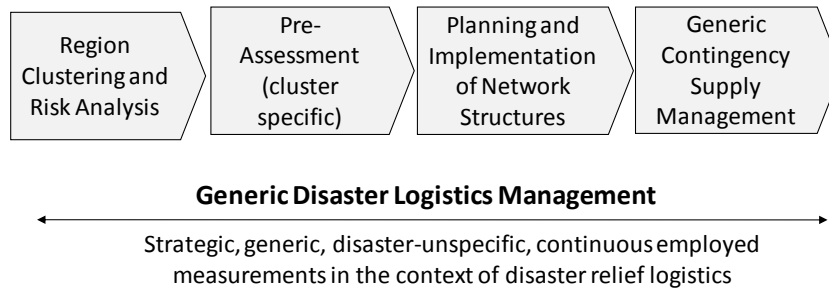 Region
Clustering and
Risk Analysis
Pre-
Assessment
(cluster
specific)
Planning and
Implementation
of Network
Structures
Generic
Contingency
Supply
Management
Generic Disaster Logistics Management
Strategic, generic, disaster-unspecific, continuous employed
measurements in the context of disaster relief logistics